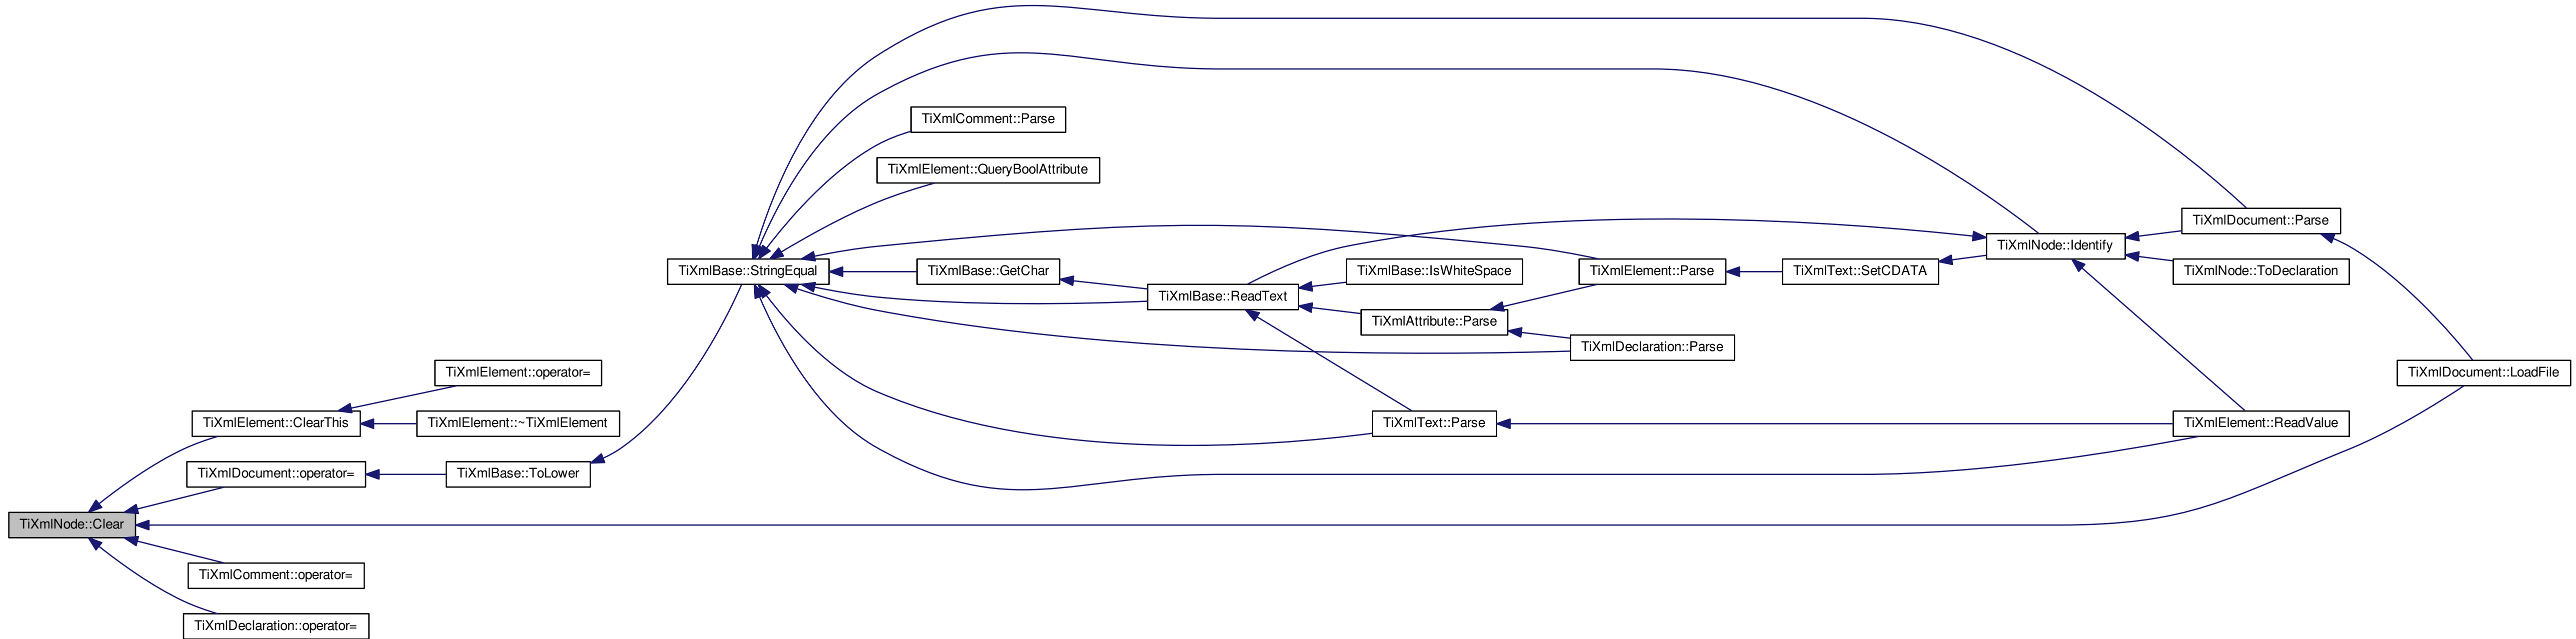 TiXmlComment::Parse
TiXmlElement::QueryBoolAttribute
TiXmlDocument::Parse
TiXmlNode::Identify
TiXmlBase::StringEqual
TiXmlBase::GetChar
TiXmlBase::IsWhiteSpace
TiXmlElement::Parse
TiXmlText::SetCDATA
TiXmlNode::ToDeclaration
TiXmlBase::ReadText
TiXmlAttribute::Parse
TiXmlDeclaration::Parse
TiXmlElement::operator=
TiXmlDocument::LoadFile
TiXmlElement::ClearThis
TiXmlElement::~TiXmlElement
TiXmlText::Parse
TiXmlElement::ReadValue
TiXmlDocument::operator=
TiXmlBase::ToLower
TiXmlNode::Clear
TiXmlComment::operator=
TiXmlDeclaration::operator=